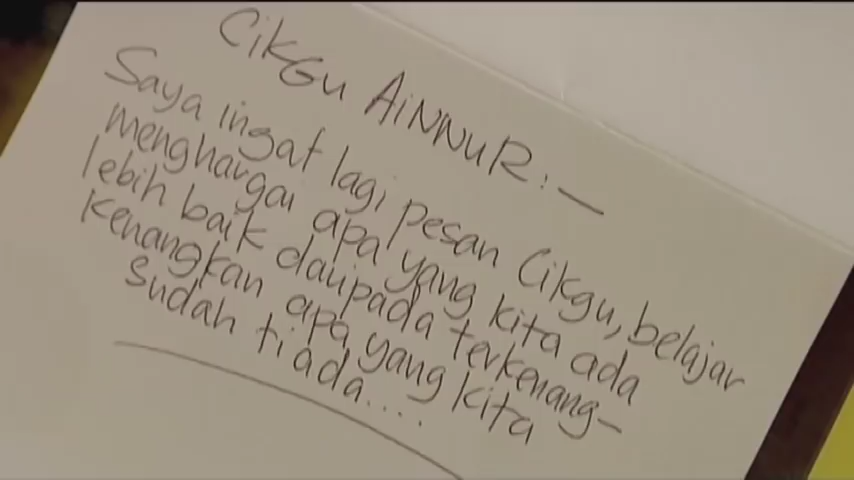 CikGu AiNNUR:—
Saya ingat lagi pesan Cikgu, belajar
menghargai apa yang kita ada
lebih baik daripada terkenang-
kenangkan apa yang kita
sudah tiada....